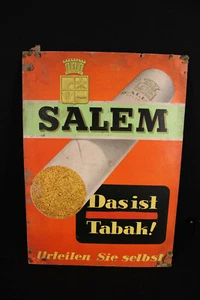 SALEM
Das ist
Tabak!
Urteilen Sie selbst